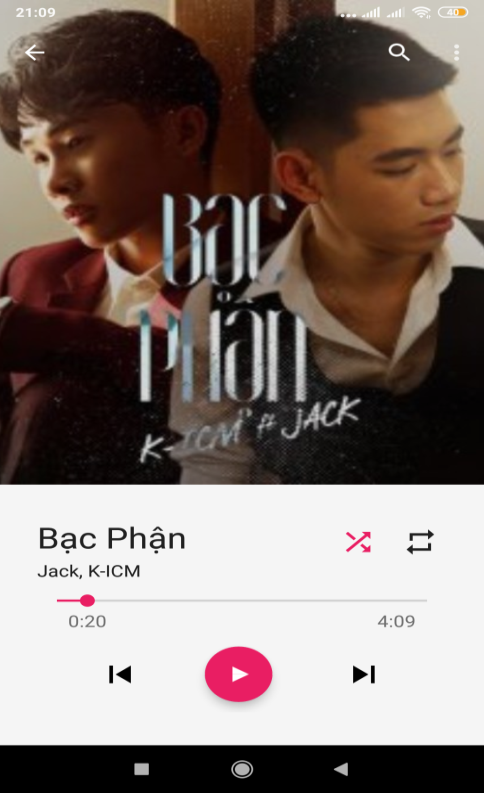 21:09
40
BẠC
PHẬN
K-ICM ft JACK
Bạc Phận
Jack, K-ICM
0:20
4:09